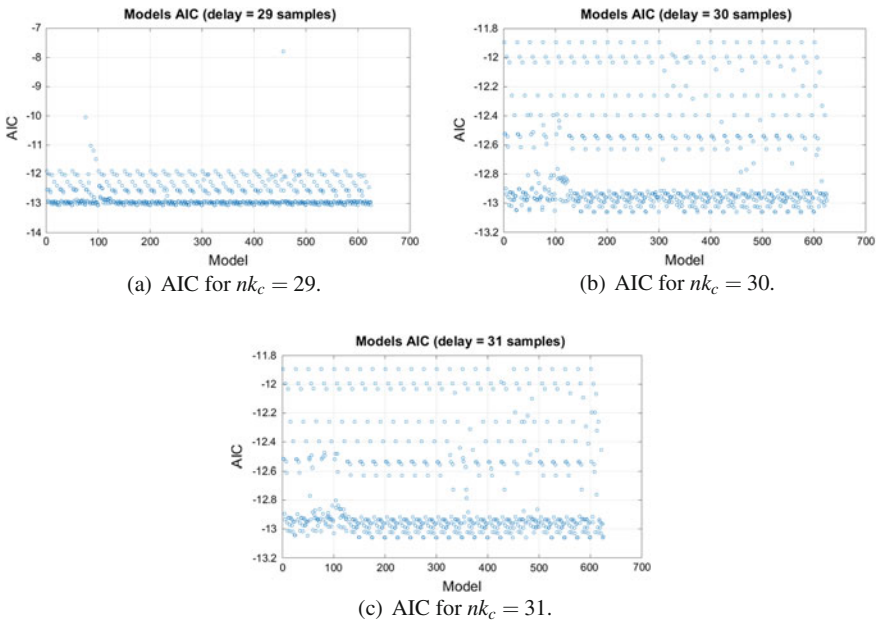 Models AIC (delay = 29 samples)
-7
-8
-9
-10
-11
-12
-13
-14
AIC
0 100 200 300 400 500 600 700
Model
(a) AIC for nkc = 29.
Models AIC (delay = 30 samples)
-11.8
-12
-12.2
-12.4
-12.6
-12.8
-13
-13.2
AIC
0 100 200 300 400 500 600 700
Model
(b) AIC for nkc = 30.
Models AIC (delay = 31 samples)
-11.8
-12
-12.2
-12.4
-12.6
-12.8
-13
-13.2
AIC
0 100 200 300 400 500 600 700
Model
(c) AIC for nkc = 31.